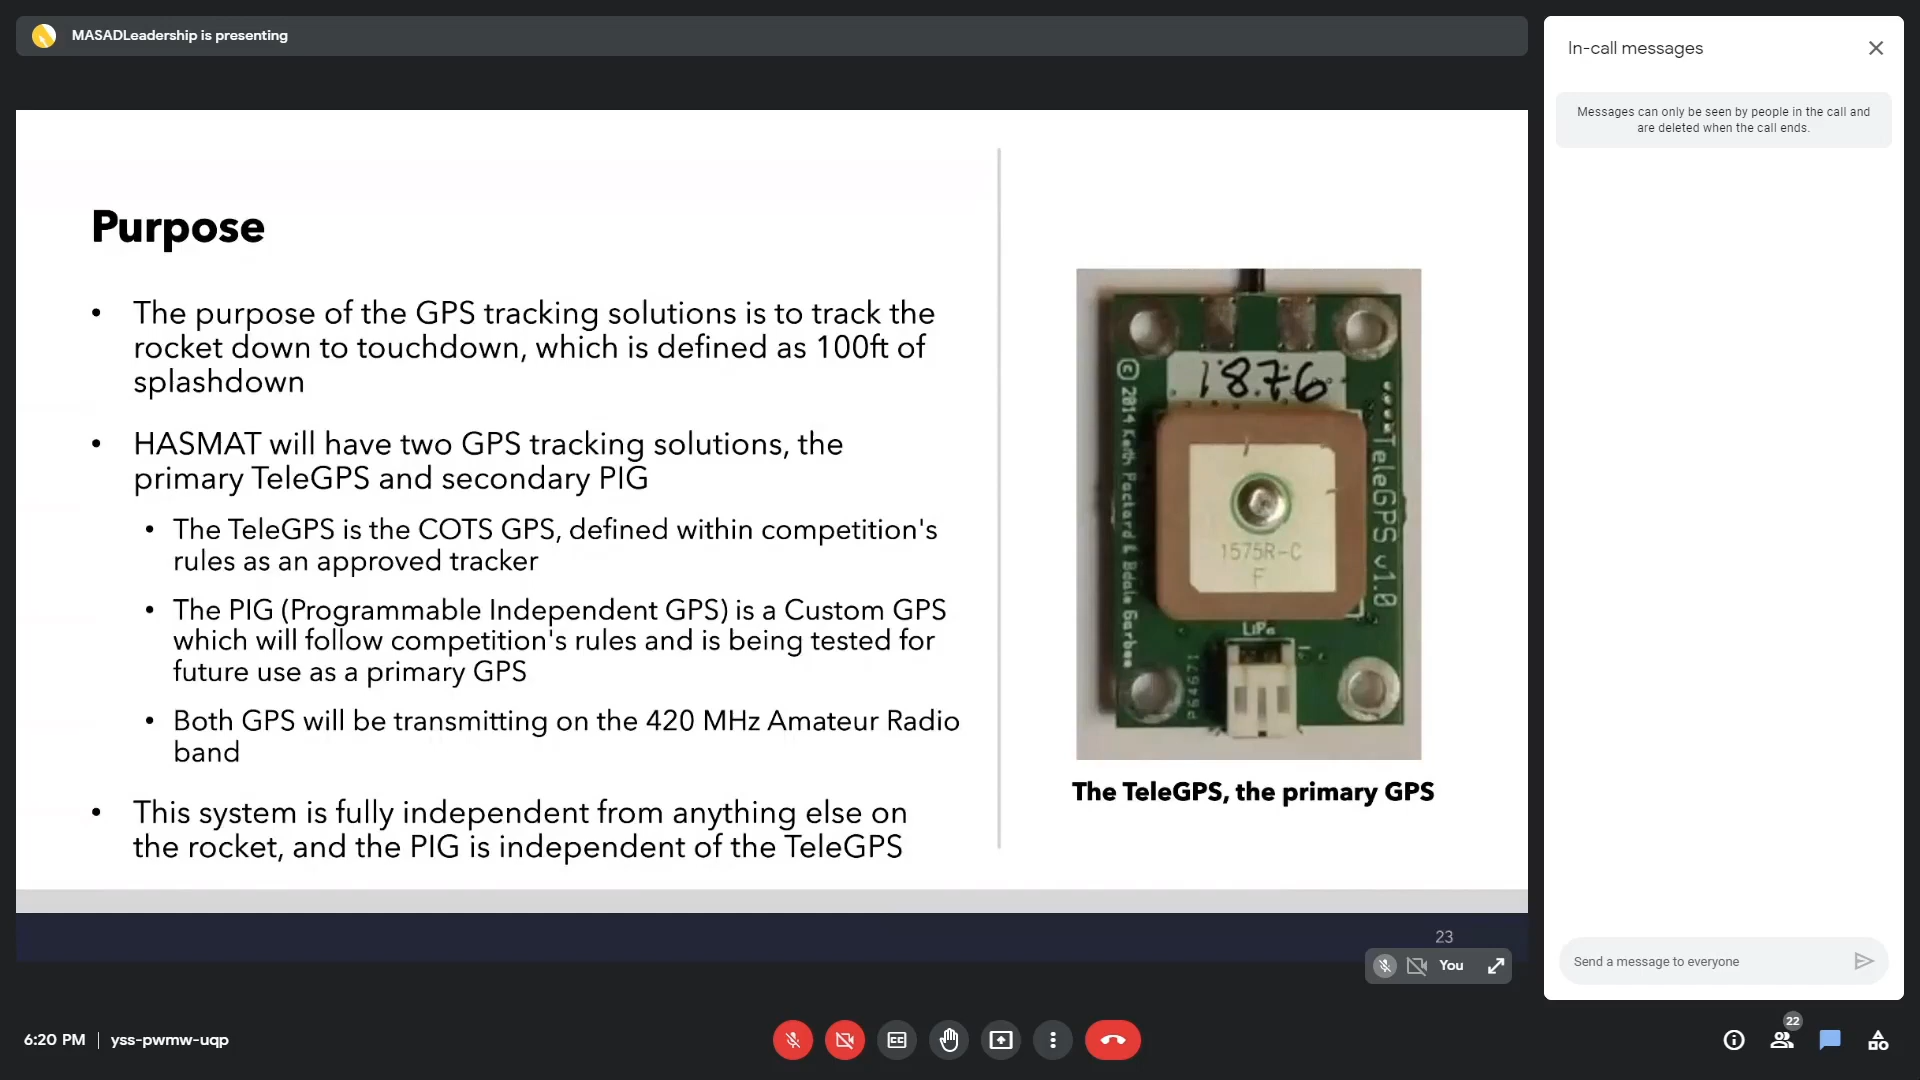 MASADLeadership is presenting
Purpose
• The purpose of the GPS tracking solutions is to track the
rocket down to touchdown, which is defined as 100ft of
splashdown
• HASMAT will have two GPS tracking solutions, the
primary TeleGPS and secondary PIG
• The TeleGPS is the COTS GPS, defined within competition's
rules as an approved tracker
• The PIG (Programmable Independent GPS) is a Custom GPS
which will follow competition's rules and is being tested for
future use as a primary GPS
• Both GPS will be transmitting on the 420 MHz Amateur Radio
band
• This system is fully independent from anything else on
the rocket, and the PIG is independent of the TeleGPS
© 2014 Keith Packard & Bdale Garbee
TeleGPS v1.0
1575R-C
F
LiPo
The TeleGPS, the primary GPS
23
You
In-call messages
Messages can only be seen by people in the call and
are deleted when the call ends.
Send a message to everyone
6:20 PM | yss-pwmw-uqp
22